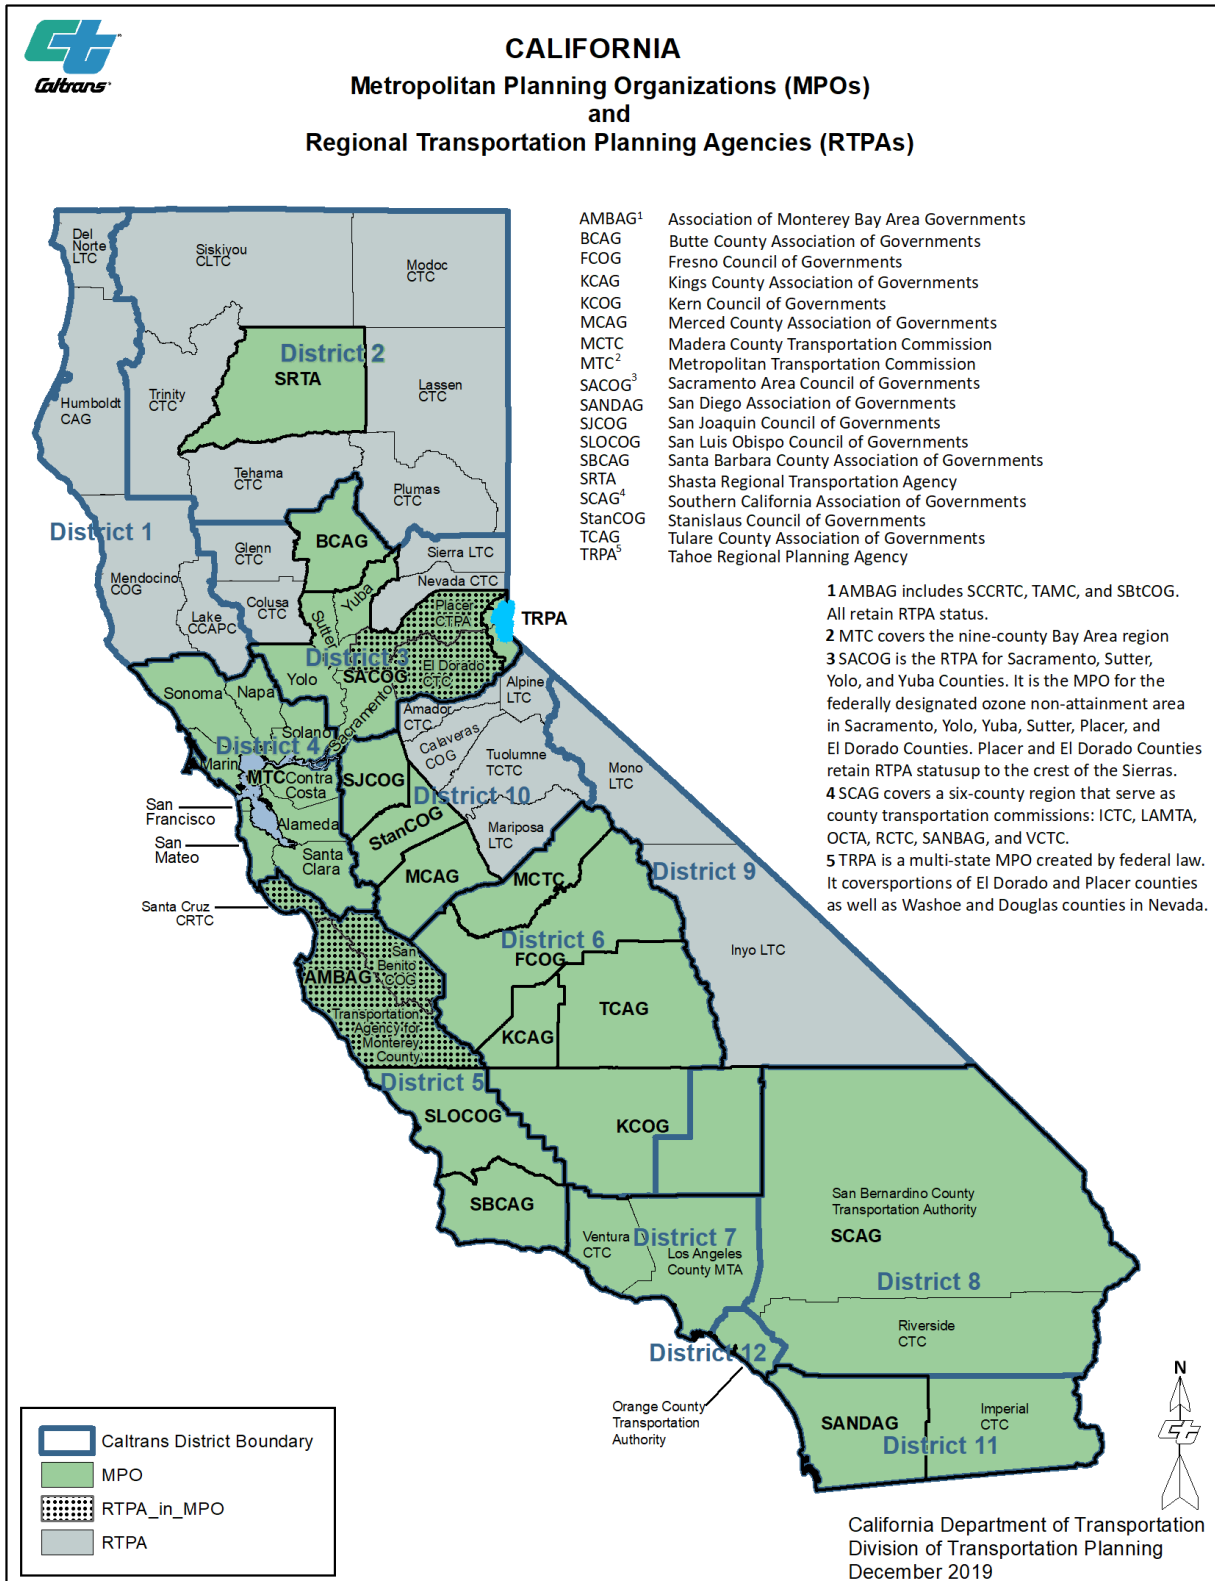 Caltrans
CALIFORNIA
Metropolitan Planning Organizations (MPOs)
and
Regional Transportation Planning Agencies (RTPAs)
AMBAG1 Association of Monterey Bay Area Governments
BCAG Butte County Association of Governments
FCOG Fresno Council of Governments
KCAG Kings County Association of Governments
KCOG Kern Council of Governments
MCAG Merced County Association of Governments
MCTC Madera County Transportation Commission
MTC2 Metropolitan Transportation Commission
SACOG3 Sacramento Area Council of Governments
SANDAG San Diego Association of Governments
SJCOG San Joaquin Council of Governments
SLOCOG San Luis Obispo Council of Governments
SBCAG Santa Barbara County Association of Governments
SRTA Shasta Regional Transportation Agency
SCAG4 Southern California Association of Governments
StanCOG Stanislaus Council of Governments
TCAG Tulare County Association of Governments
TRPA5 Tahoe Regional Planning Agency
1 AMBAG includes SCCRTC, TAMC, and SBtCOG.
All retain RTPA status.
2 MTC covers the nine-county Bay Area region
3 SACOG is the RTPA for Sacramento, Sutter,
Yolo, and Yuba Counties. It is the MPO for the
federally designated ozone non-attainment area
in Sacramento, Yolo, Yuba, Sutter, Placer, and
El Dorado Counties. Placer and El Dorado Counties
retain RTPA statusup to the crest of the Sierras.
4 SCAG covers a six-county region that serve as
county transportation commissions: ICTC, LAMTA,
OCTA, RCTC, SANBAG, and VCTC.
5 TRPA is a multi-state MPO created by federal law.
It coversportions of El Dorado and Placer counties
as well as Washoe and Douglas counties in Nevada.
Del
Norte
LTC
Siskiyou
CLTC
Modoc
CTC
District 2
SRTA
Trinity
CTC
Lassen
CTC
Humboldt
CAG
Tehama
CTC
Plumas
CTC
District 1
BCAG
Glenn
CTC
Sierra LTC
Mendocino
COG
Nevada CTC
Colusa
CTC
Lake
CCAPC
Sutter
Yuba
Placer
CTPA
TRPA
District 3
SACOG
El Dorado
CTC
Yolo
Sacramento
Sonoma
Napa
Solano
Alpine
LTC
Amador
CTC
Calaveras
COG
Tuolumne
TCTC
Mono
LTC
District 4
Marin
MTC
Contra
Costa
SJCOG
District 10
San
Francisco
Alameda
StanCOG
Mariposa
LTC
San
Mateo
Santa
Clara
MCAG
MCTC
District 9
Santa Cruz
CRTC
District 6
FCOG
San
Benito
COG
AMBAG
Inyo LTC
Transportation
Agency for
Monterey
County
TCAG
KCAG
District 5
SLOCOG
KCOG
SBCAG
San Bernardino County
Transportation Authority
SCAG
Ventura
CTC
District 7
Los Angeles
County MTA
District 8
Riverside
CTC
District 12
Orange County
Transportation
Authority
SANDAG
Imperial
CTC
District 11
N
Caltrans District Boundary
MPO
RTPA_in_MPO
RTPA
California Department of Transportation
Division of Transportation Planning
December 2019